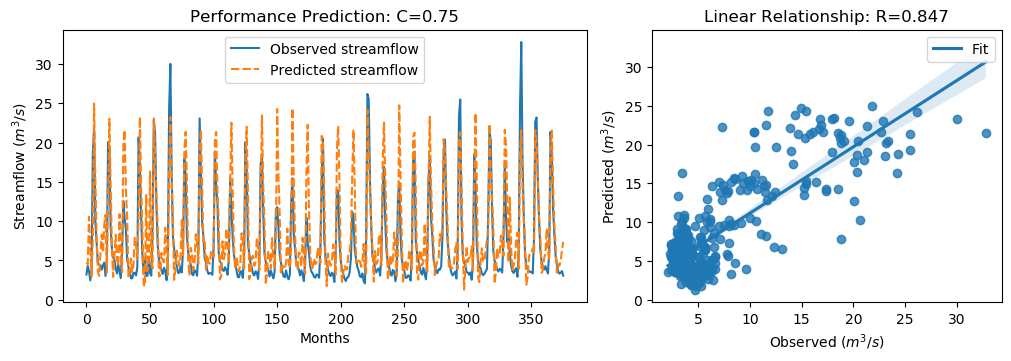 Performance Prediction: C=0.75
Streamflow (m³/s)
30
25
20
15
10
5
0
Observed streamflow
Predicted streamflow
0 50 100 150 200 250 300 350
Months
Linear Relationship: R=0.847
Predicted (m³/s)
30
25
20
15
10
5
0
Fit
5 10 15 20 25 30
Observed (m³/s)